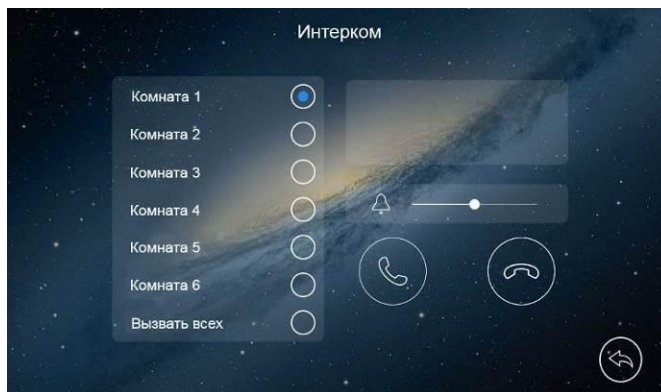 Интерком
Комната 1
Комната 2
Комната 3
Комната 4
Комната 5
Комната 6
Вызвать всех